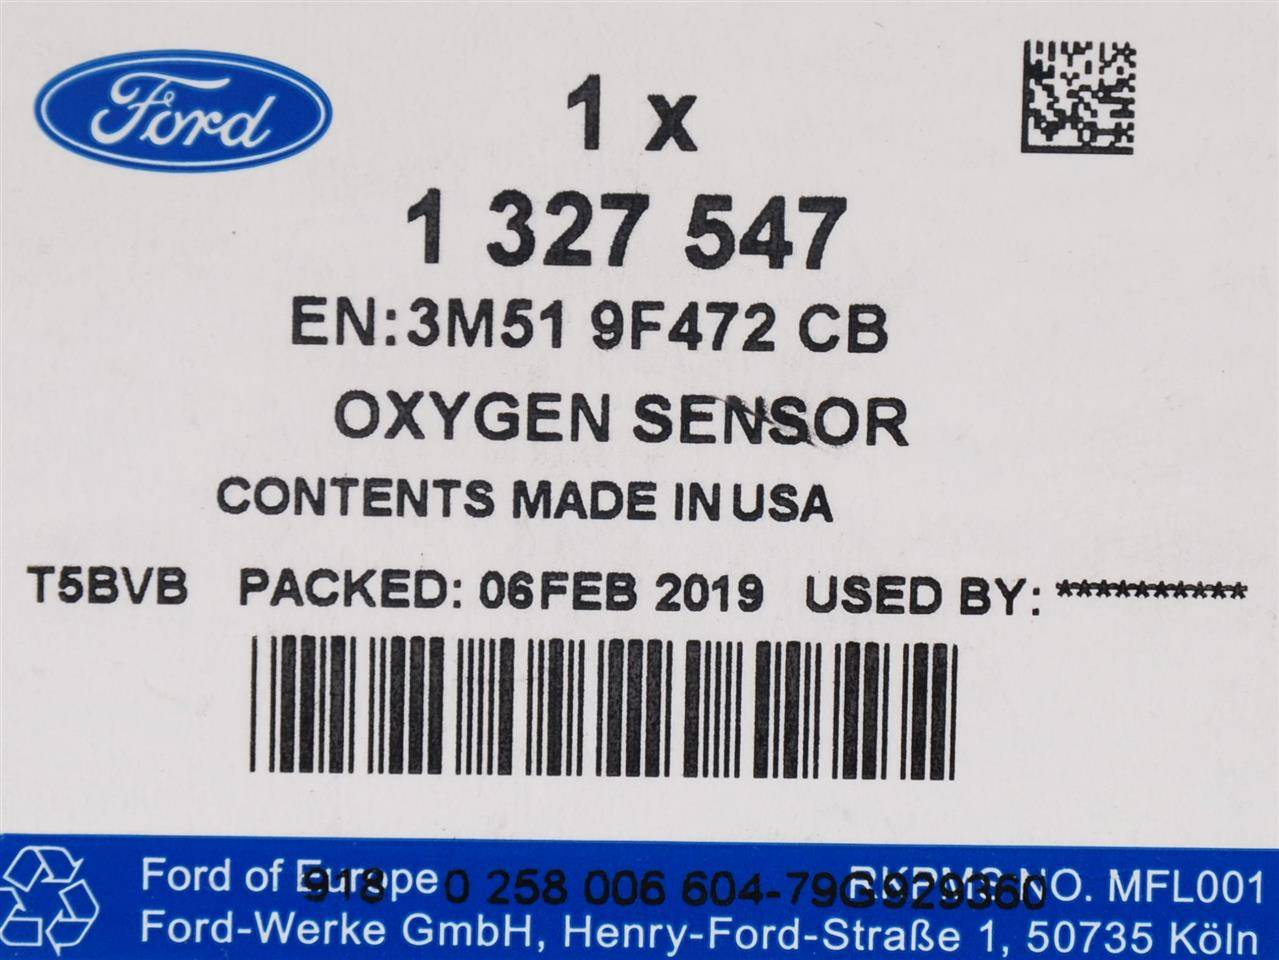 Ford
1 x
1 327 547
EN:3M51 9F472 CB
OXYGEN SENSOR
CONTENTS MADE IN USA
T5BVB PACKED: 06FEB 2019 USED BY: **********
Ford of Europe NO. MFL001
918 0 258 006 604-79G
Ford-Werke GmbH, Henry-Ford-Straße 1, 50735 Köln